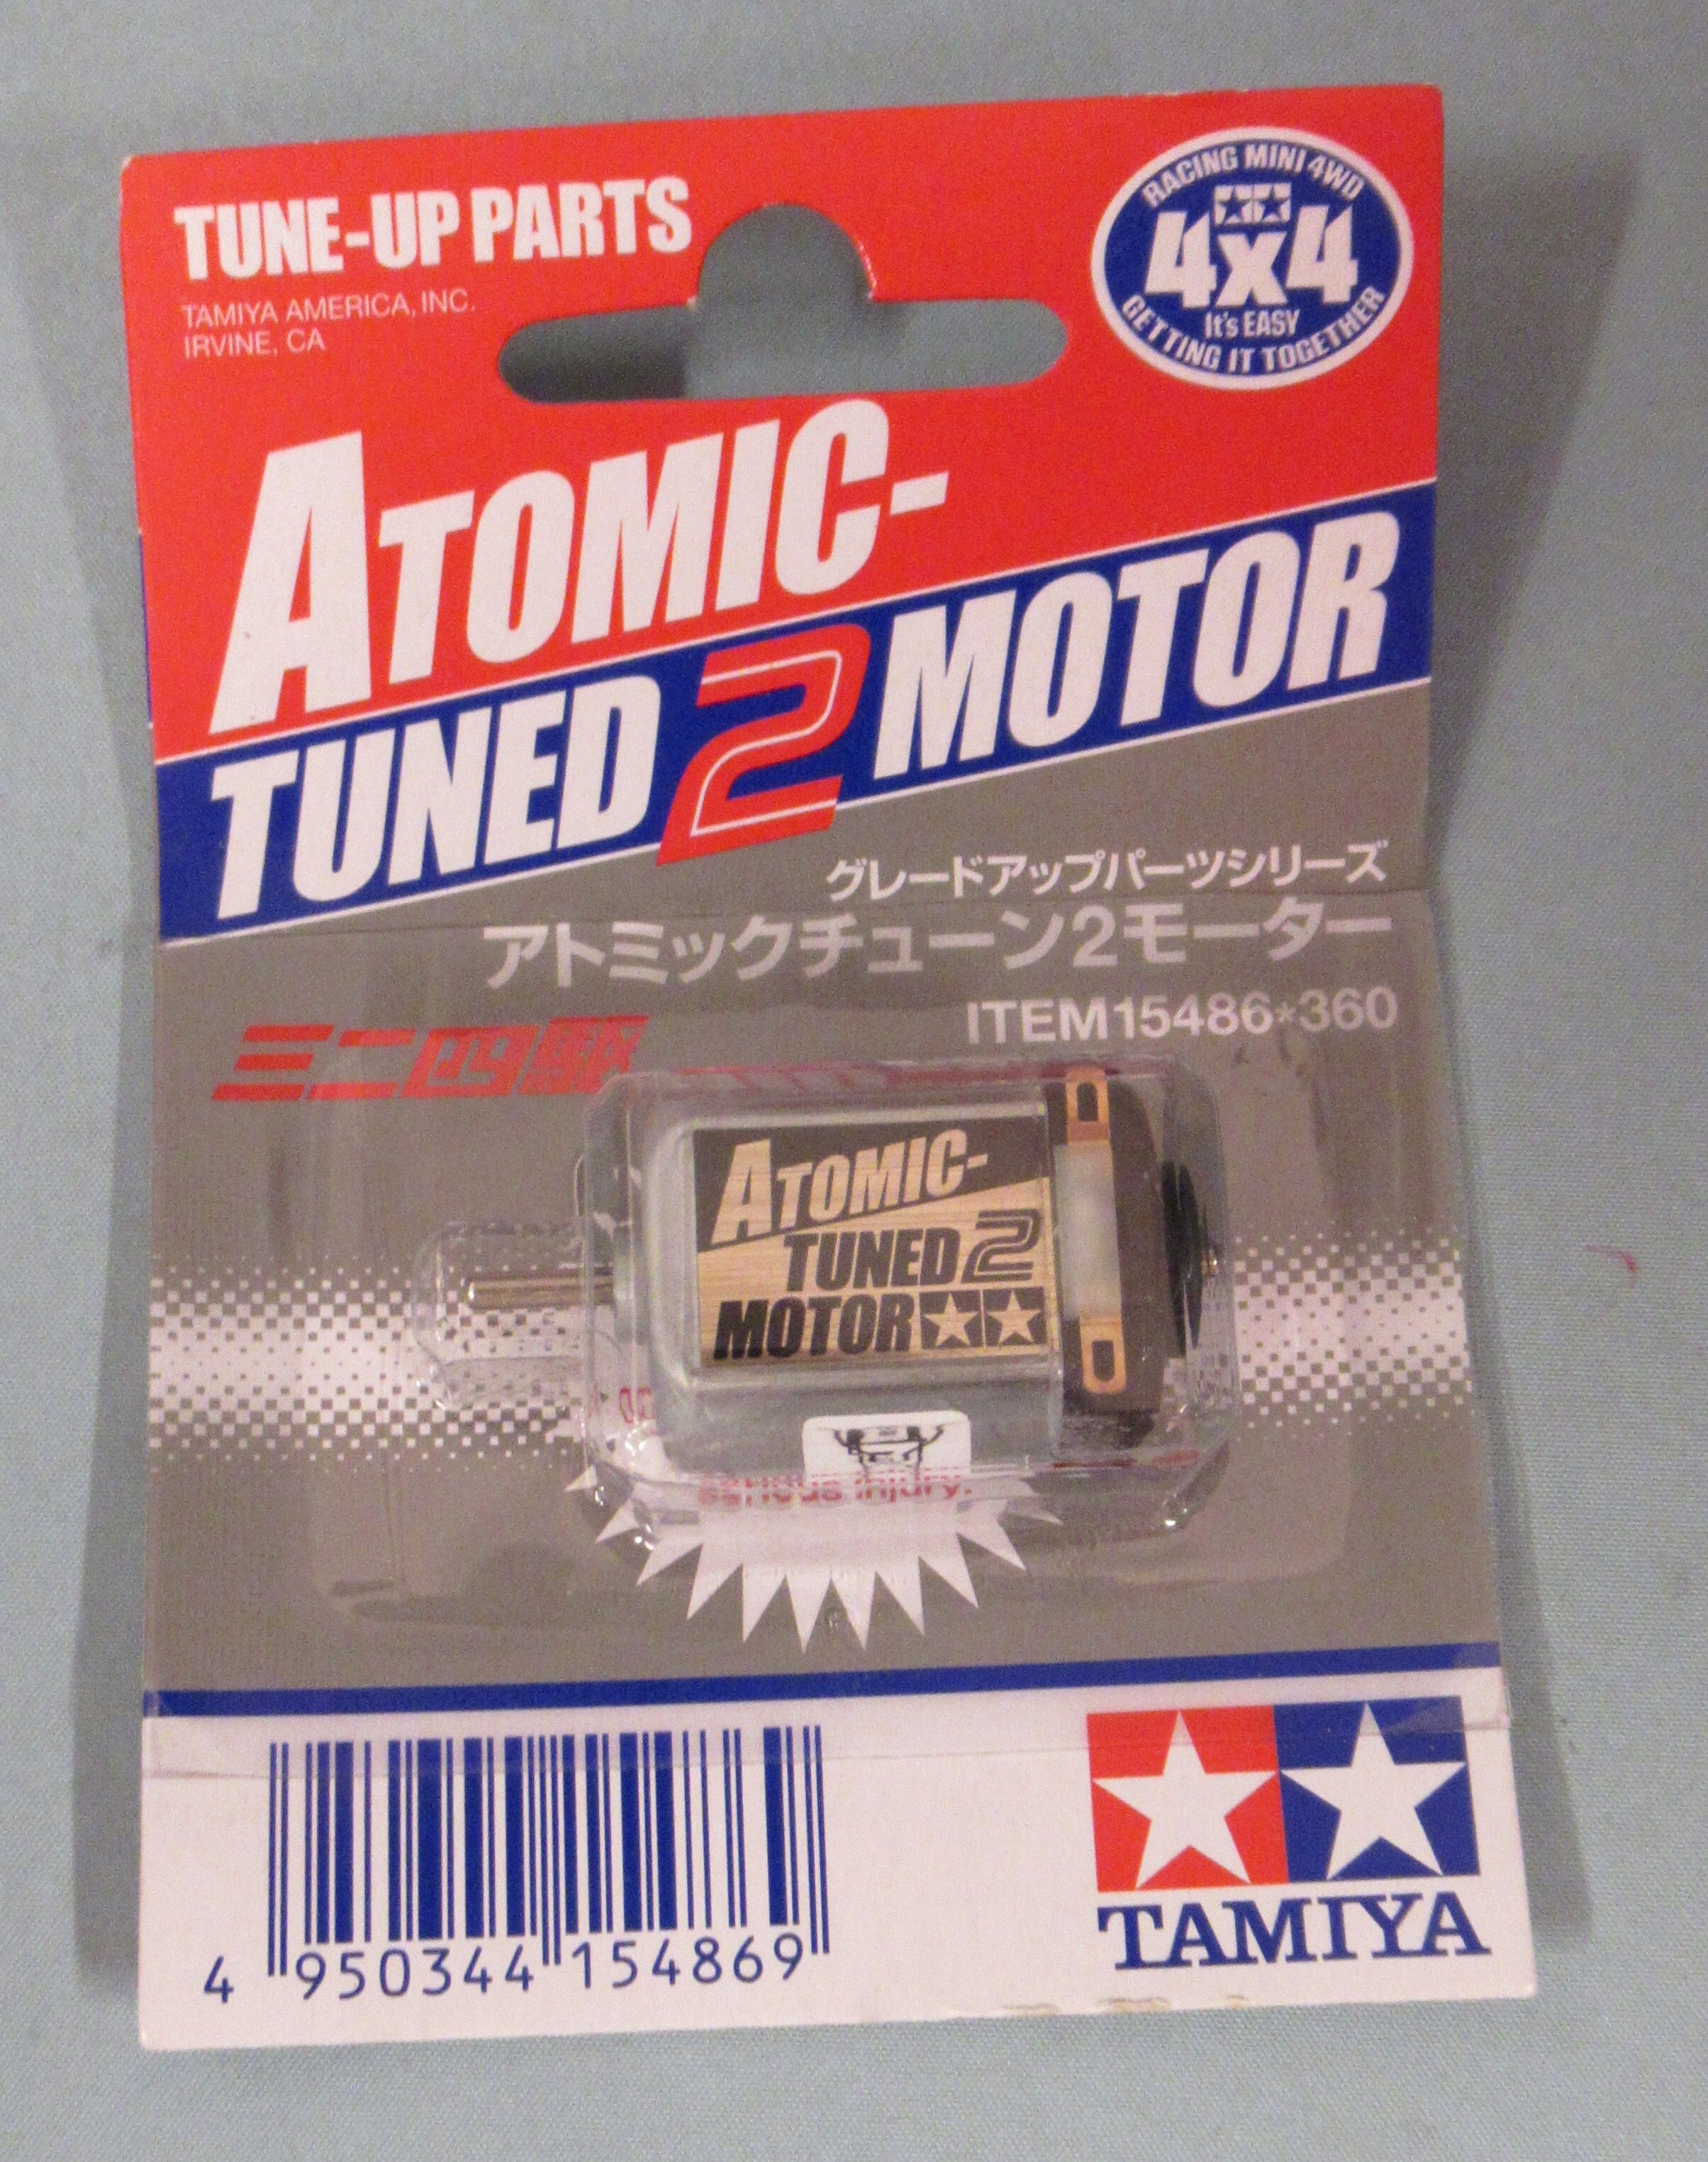 TUNE-UP PARTS
TAMIYA AMERICA, INC.
IRVINE, CA
RACING MINI 4WD
4x4
It's EASY
GETTING IT TOGETHER
ATOMIC-
TUNED 2 MOTOR
グレードアップパーツシリーズ
アトミックチューン2モーター
ITEM15486*360
ミニ四駆
ATOMIC-
TUNED 2
MOTOR
serious injury.
4 950344 154869
TAMIYA